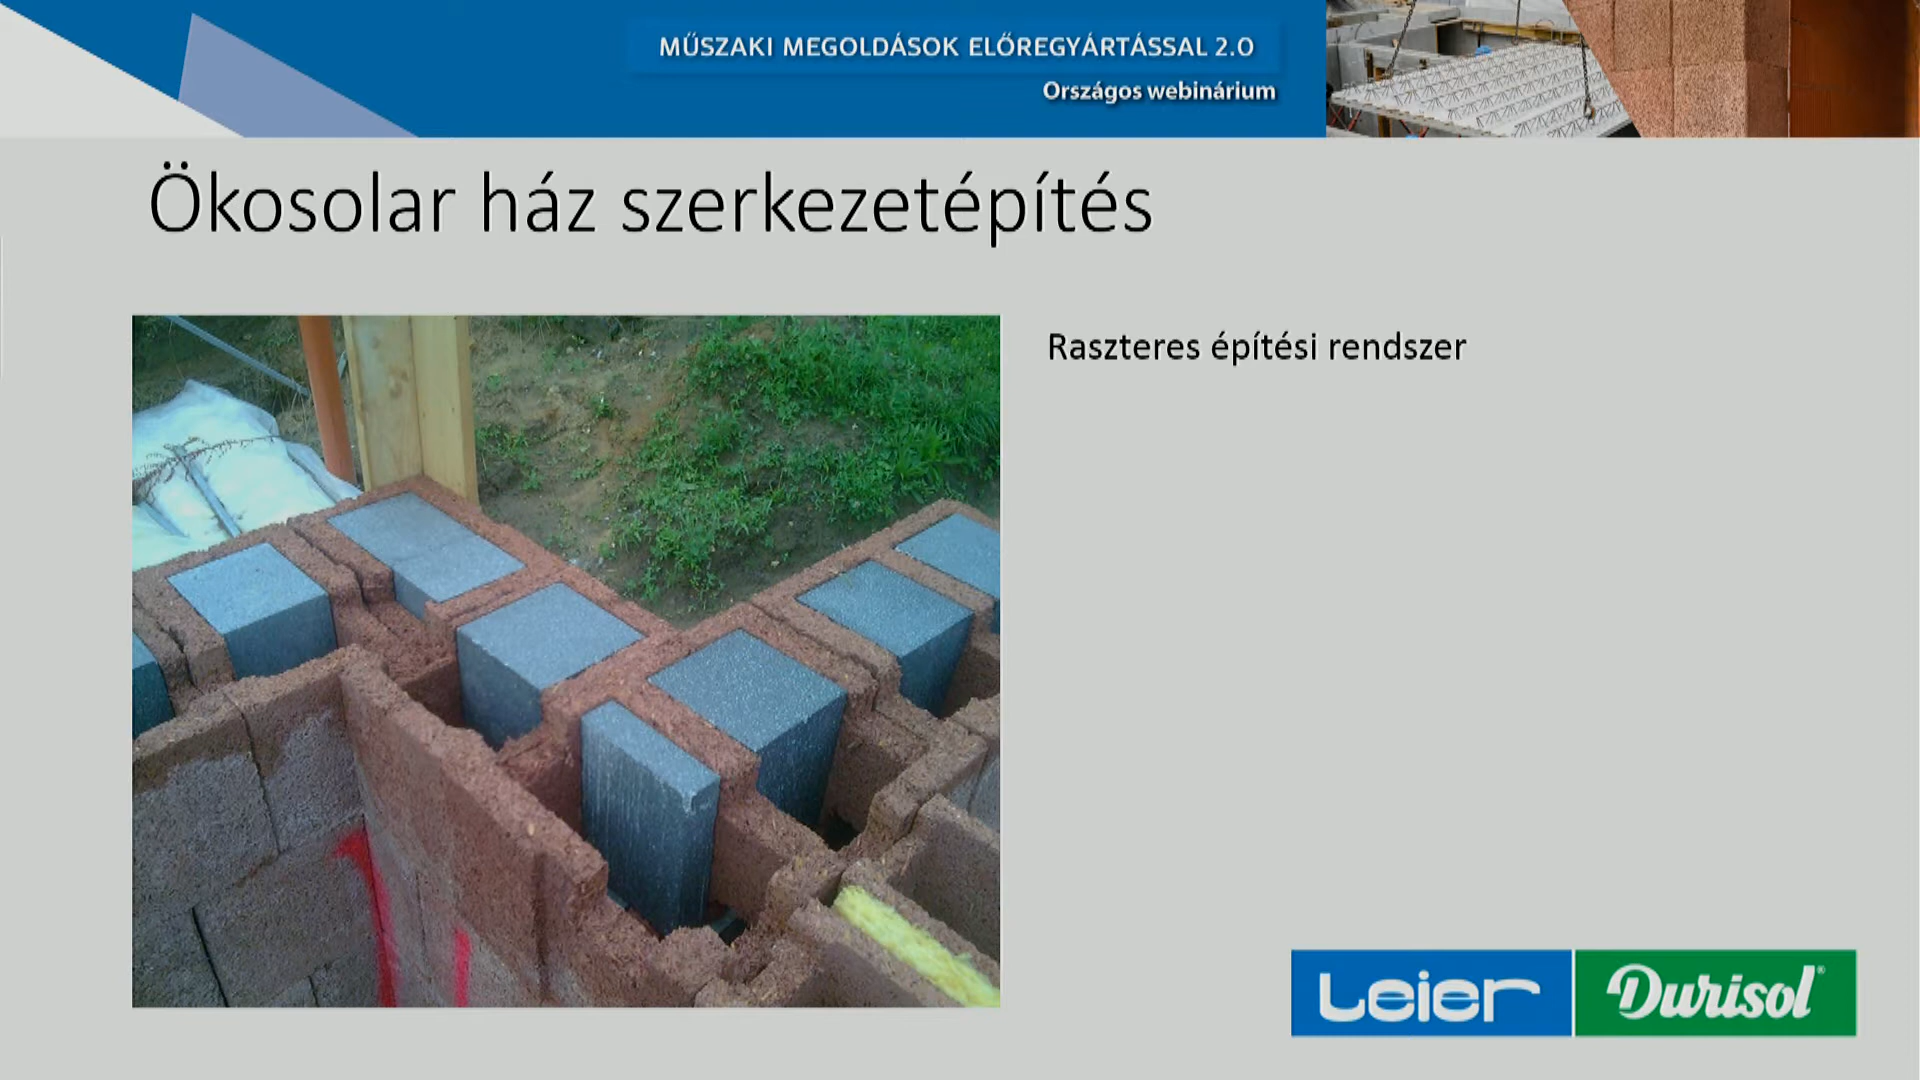 MŰSZAKI MEGOLDÁSOK ELŐREGYÁRTÁSSAL 2.0
Országos webinárium
Ökosolar ház szerkezetépítés
Raszteres építési rendszer
Leier
Durisol®